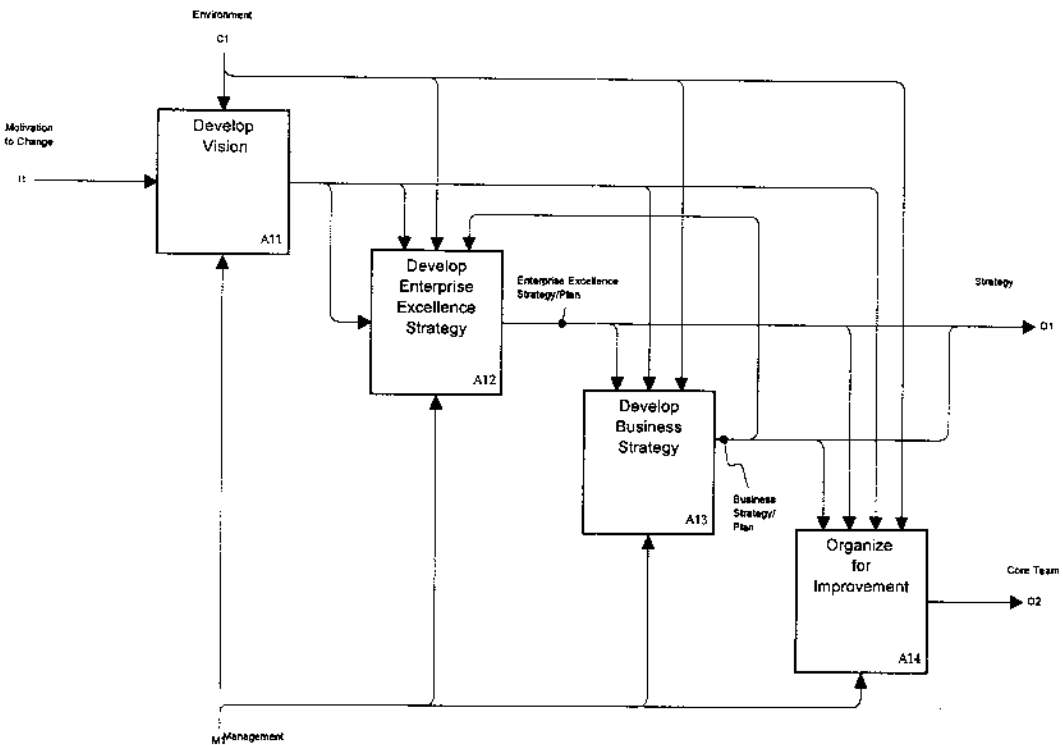 Environment
C1
Motivation
to Change
I1
Develop
Vision
A11
Develop
Enterprise
Excellence
Strategy
A12
Enterprise Excellence
Strategy/Plan
Strategy
O1
Develop
Business
Strategy
A13
Business
Strategy/
Plan
Organize
for
Improvement
A14
Core Team
O2
M1 Management